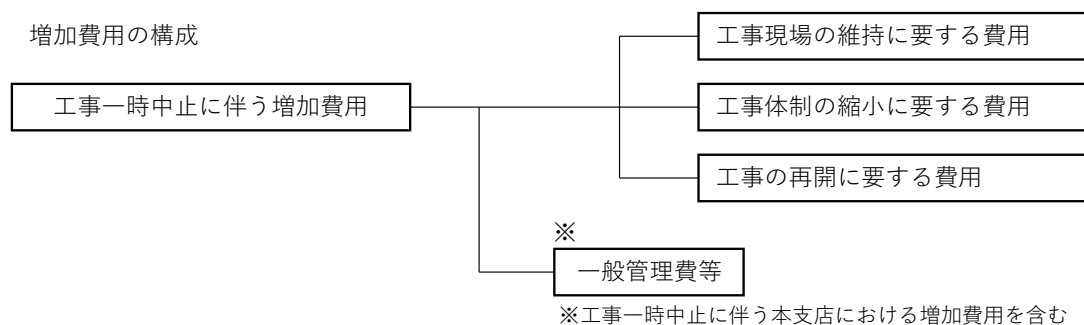 増加費用の構成
工事一時中止に伴う増加費用
工事現場の維持に要する費用
工事体制の縮小に要する費用
工事の再開に要する費用
※
一般管理費等
※工事一時中止に伴う本支店における増加費用を含む